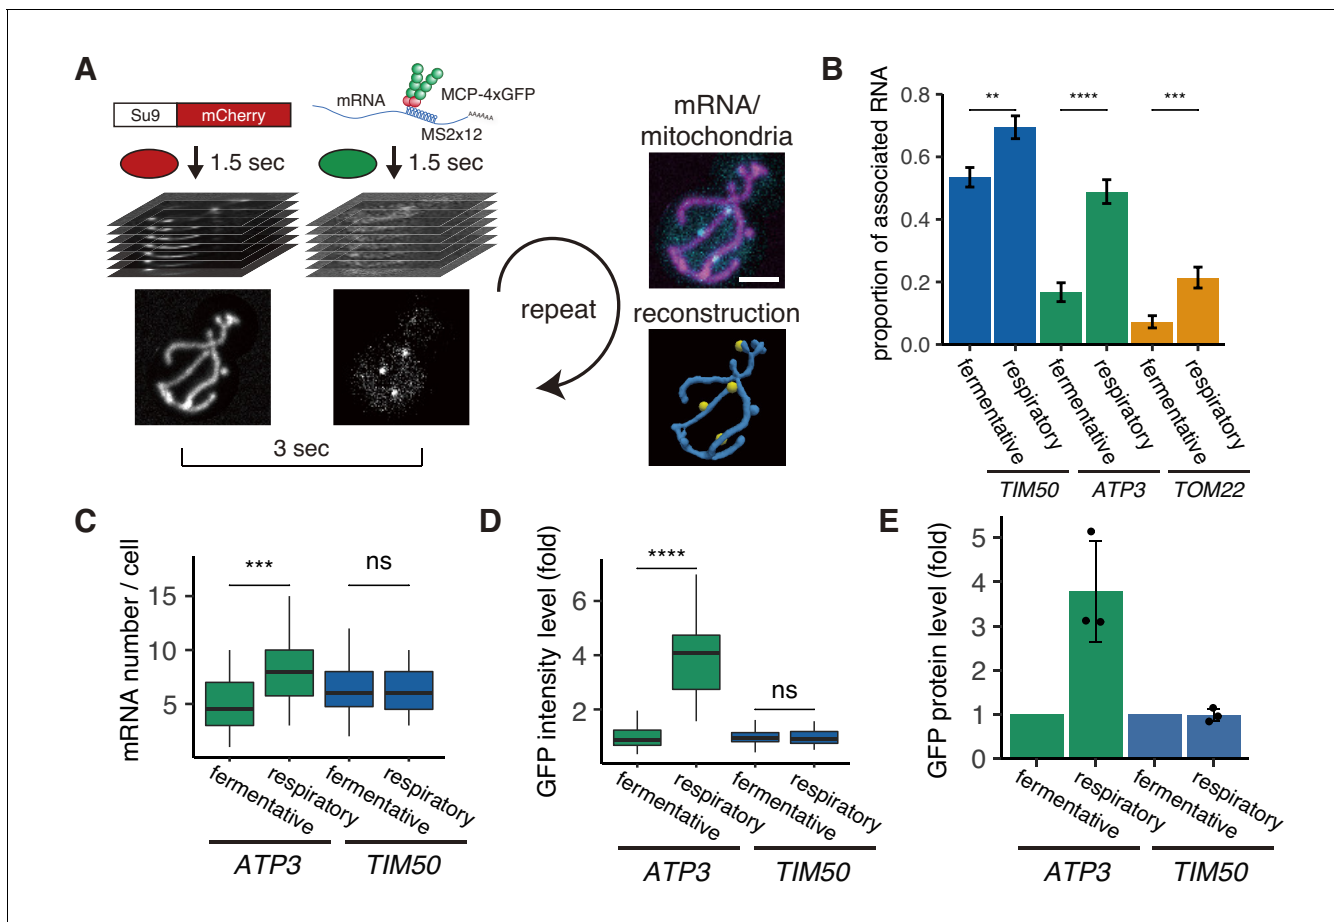 A
Su9
mCherry
mRNA
MCP-4xGFP
AAAAAA
MS2x12
1.5 sec
1.5 sec
repeat
3 sec
mRNA/
mitochondria
reconstruction
B
proportion of associated RNA
0.8
0.6
0.4
0.2
0.0
**
****
***
fermentative
respiratory
fermentative
respiratory
fermentative
respiratory
TIM50
ATP3
TOM22
C
mRNA number / cell
15
10
5
***
ns
fermentative
respiratory
fermentative
respiratory
ATP3
TIM50
D
GFP intensity level (fold)
6
4
2
****
ns
fermentative
respiratory
fermentative
respiratory
ATP3
TIM50
E
GFP protein level (fold)
5
4
3
2
1
0
fermentative
respiratory
fermentative
respiratory
ATP3
TIM50